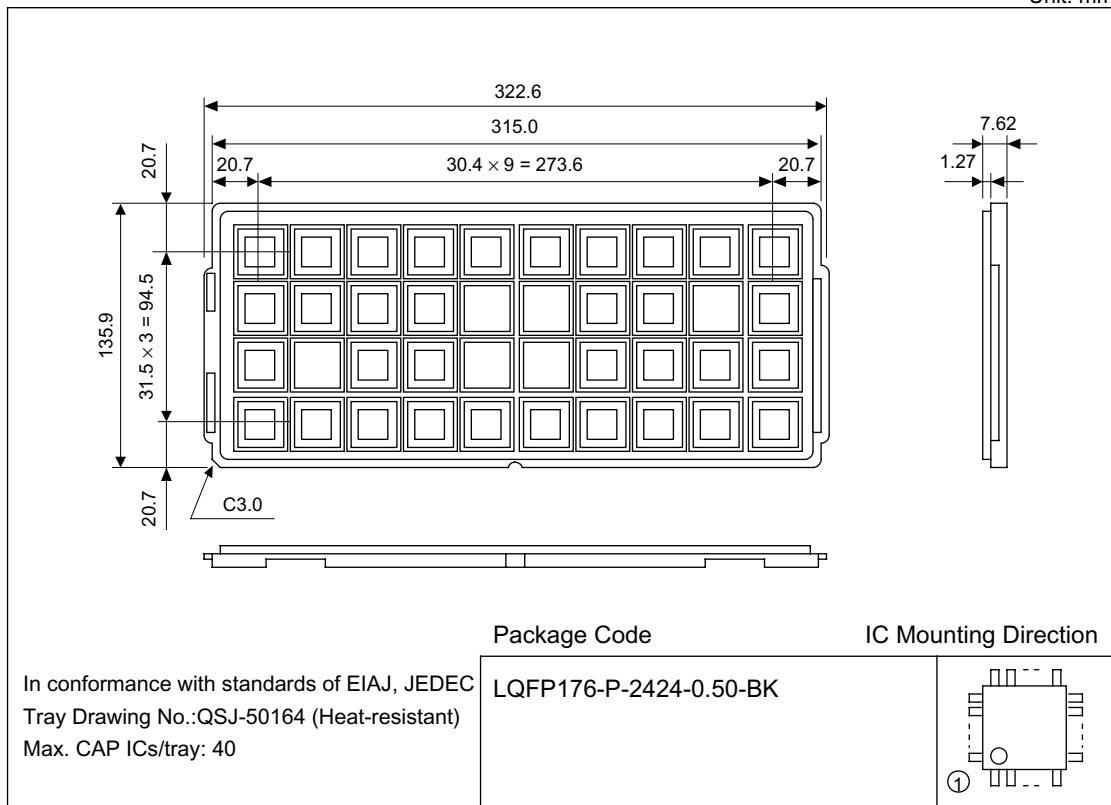 322.6
315.0
7.62
20.7
20.7
30.4 × 9 = 273.6
20.7
1.27
135.9
31.5 × 3 = 94.5
20.7
C3.0
Package Code
IC Mounting Direction
In conformance with standards of EIAJ, JEDEC
Tray Drawing No.:QSJ-50164 (Heat-resistant)
Max. CAP ICs/tray: 40
LQFP176-P-2424-0.50-BK
1